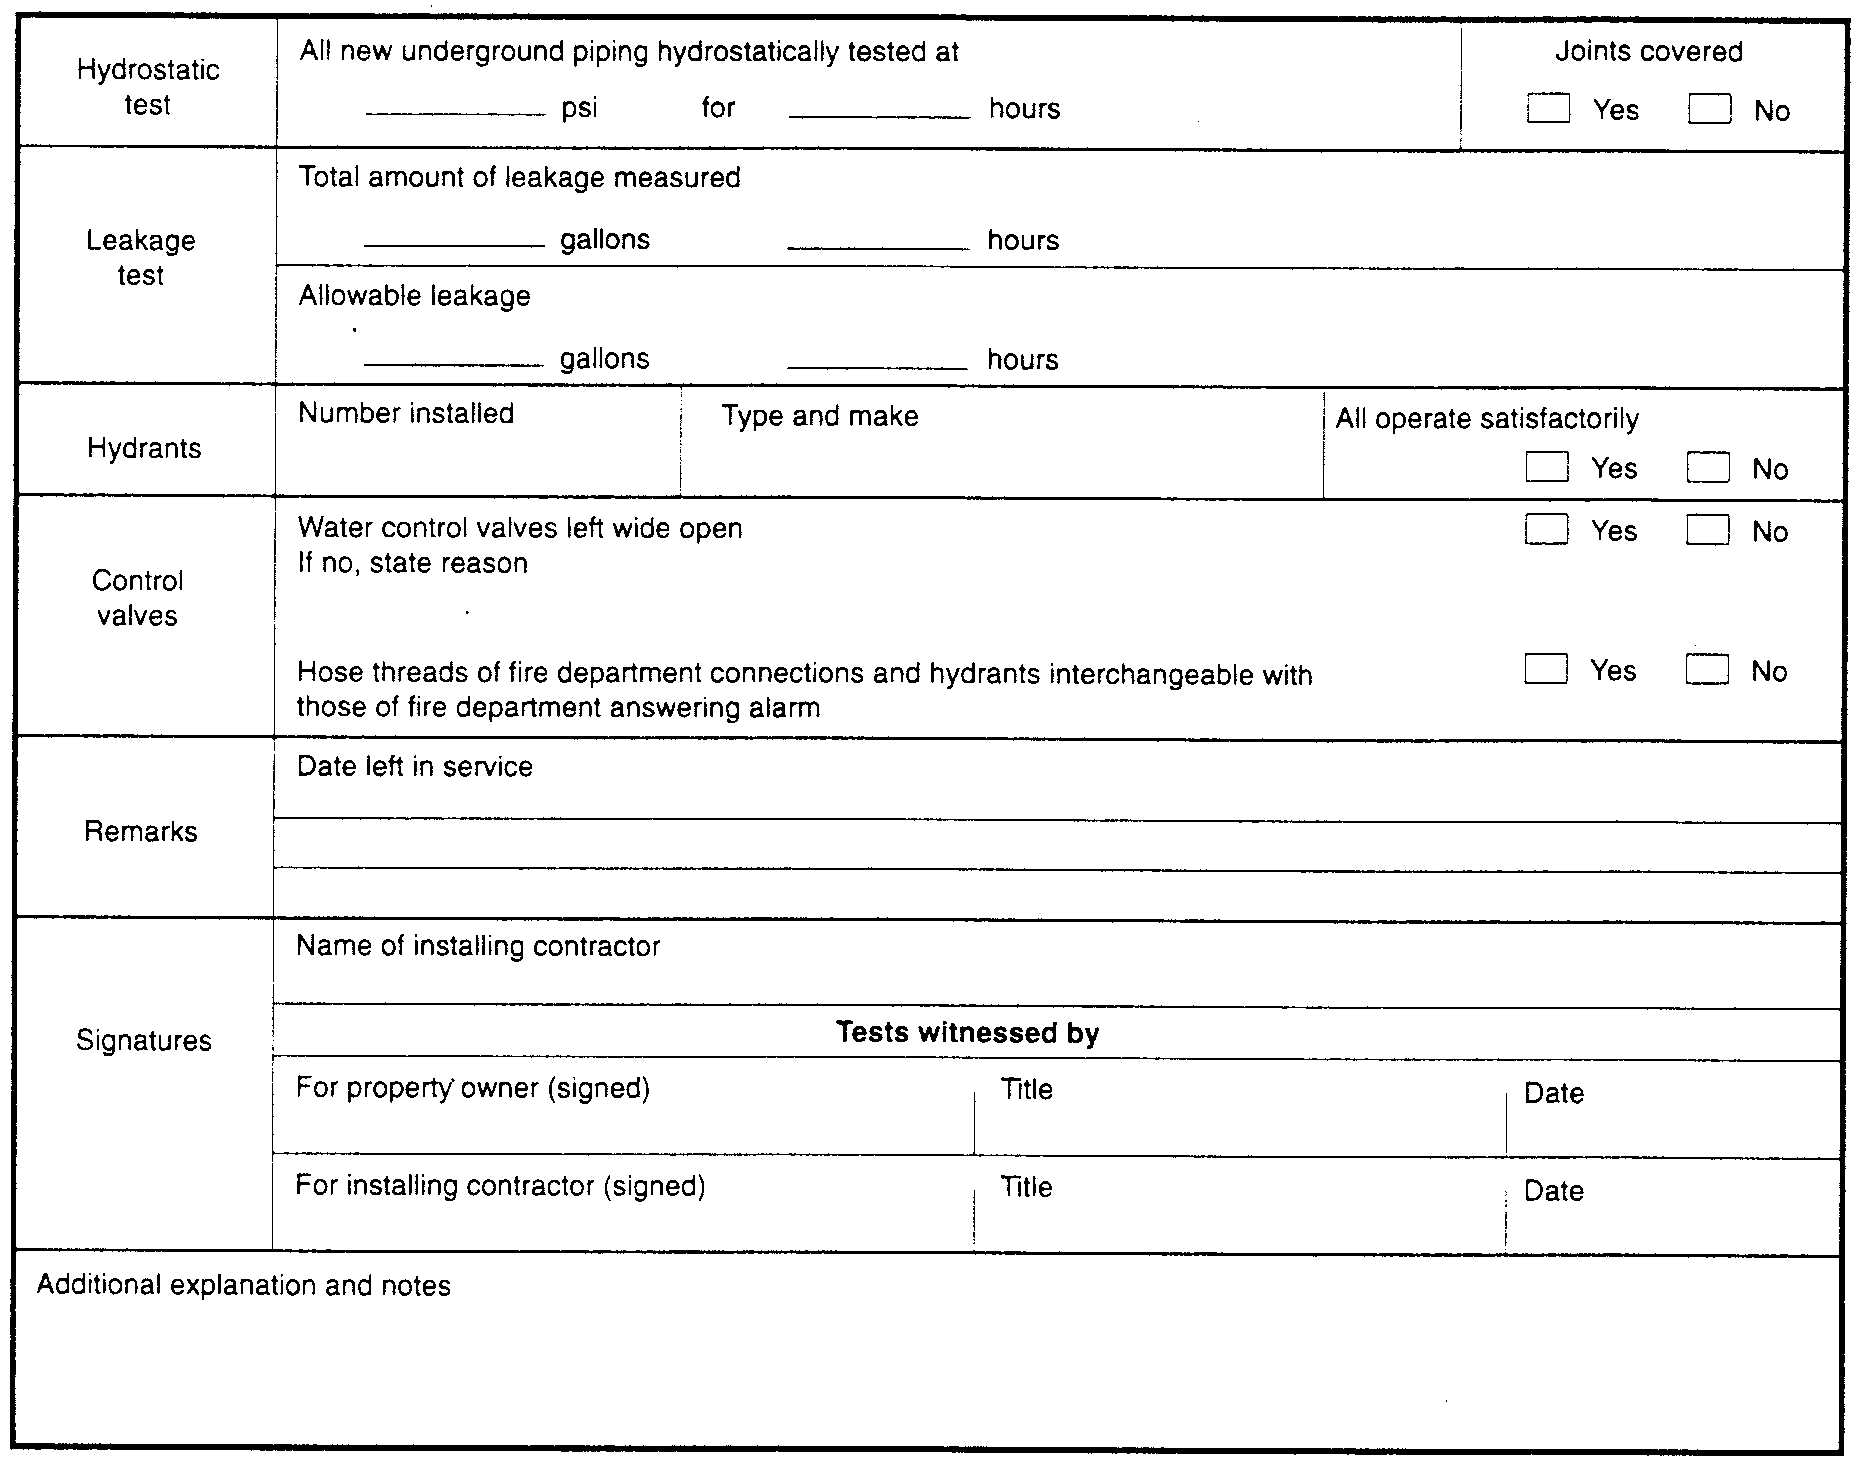 Hydrostatic
test
All new underground piping hydrostatically tested at
psi for hours
Joints covered
Yes No
Leakage
test
Total amount of leakage measured
gallons hours
Allowable leakage
gallons hours
Hydrants
Number installed
Type and make
All operate satisfactorily
Yes No
Control
valves
Water control valves left wide open Yes No
If no, state reason
Hose threads of fire department connections and hydrants interchangeable with Yes No
those of fire department answering alarm
Remarks
Date left in service
Signatures
Name of installing contractor
Tests witnessed by
For property owner (signed) Title Date
For installing contractor (signed) Title Date
Additional explanation and notes